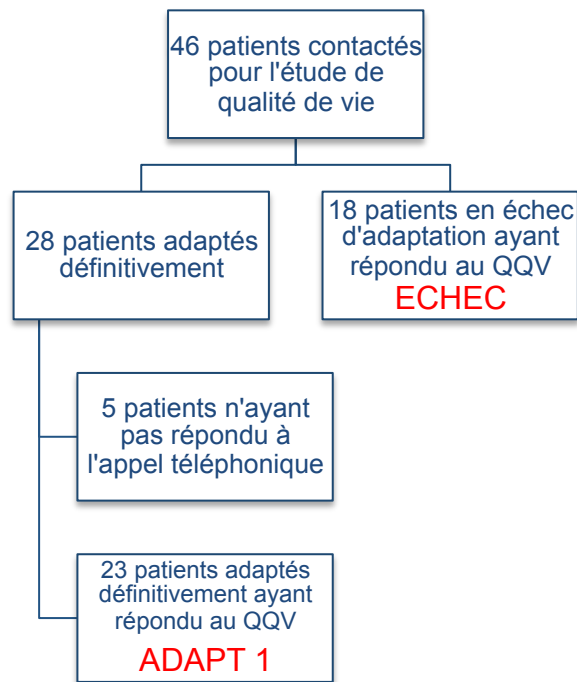 46 patients contactés
pour l'étude de
qualité de vie
28 patients adaptés
définitivement
18 patients en échec
d'adaptation ayant
répondu au QQV
ECHEC
5 patients n'ayant
pas répondu à
l'appel téléphonique
23 patients adaptés
définitivement ayant
répondu au QQV
ADAPT 1